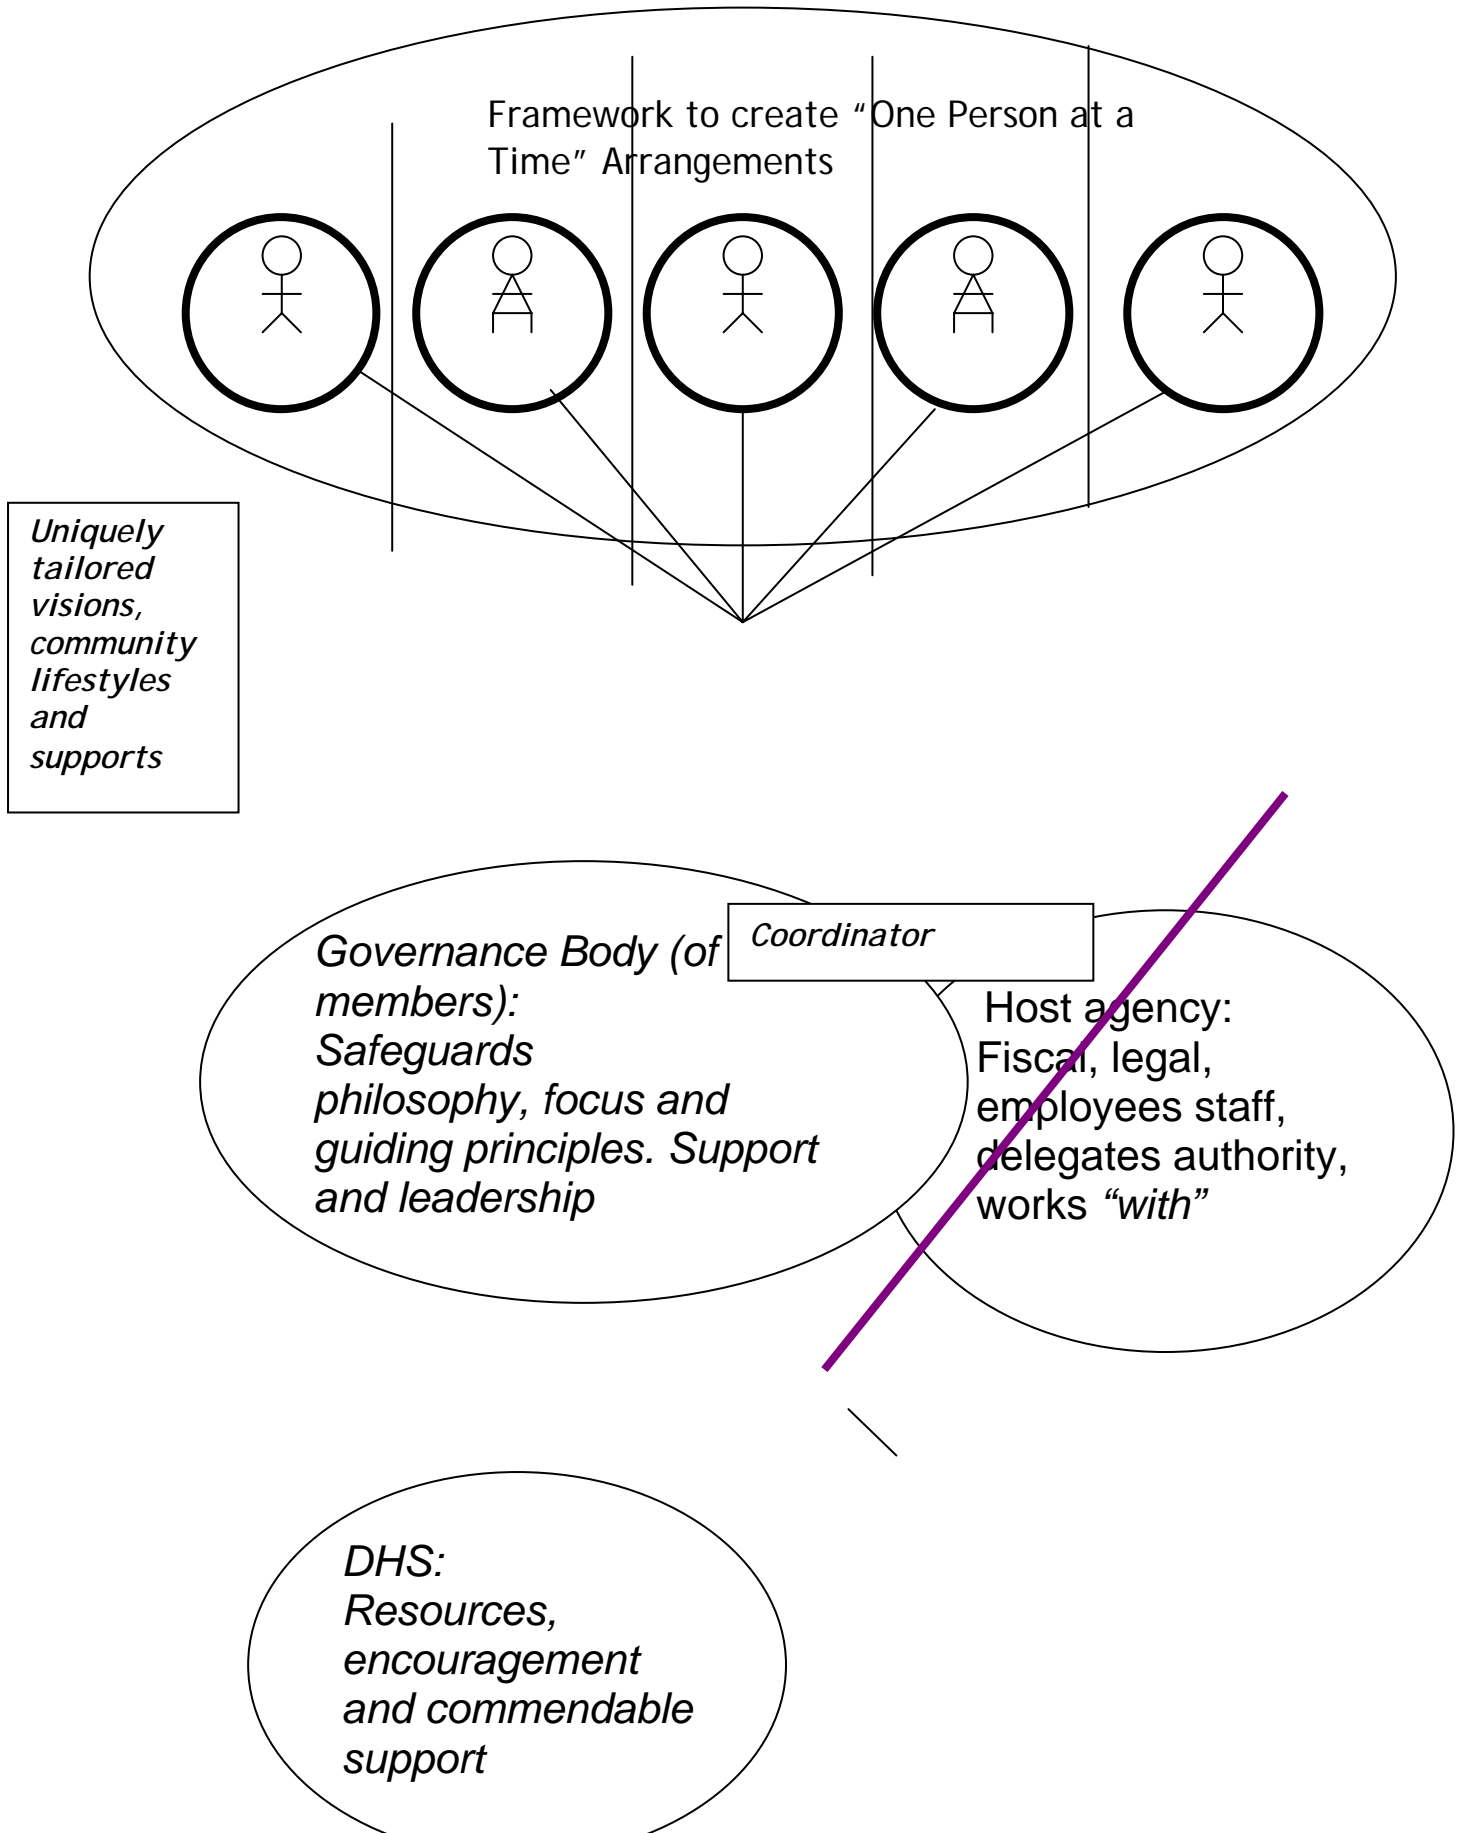 Framework to create “One Person at a
Time” Arrangements
Uniquely
tailored
visions,
community
lifestyles
and
supports
Coordinator
Governance Body (of
members):
Safeguards
philosophy, focus and
guiding principles. Support
and leadership
Host agency:
Fiscal, legal,
employees staff,
delegates authority,
works “with”
DHS:
Resources,
encouragement
and commendable
support